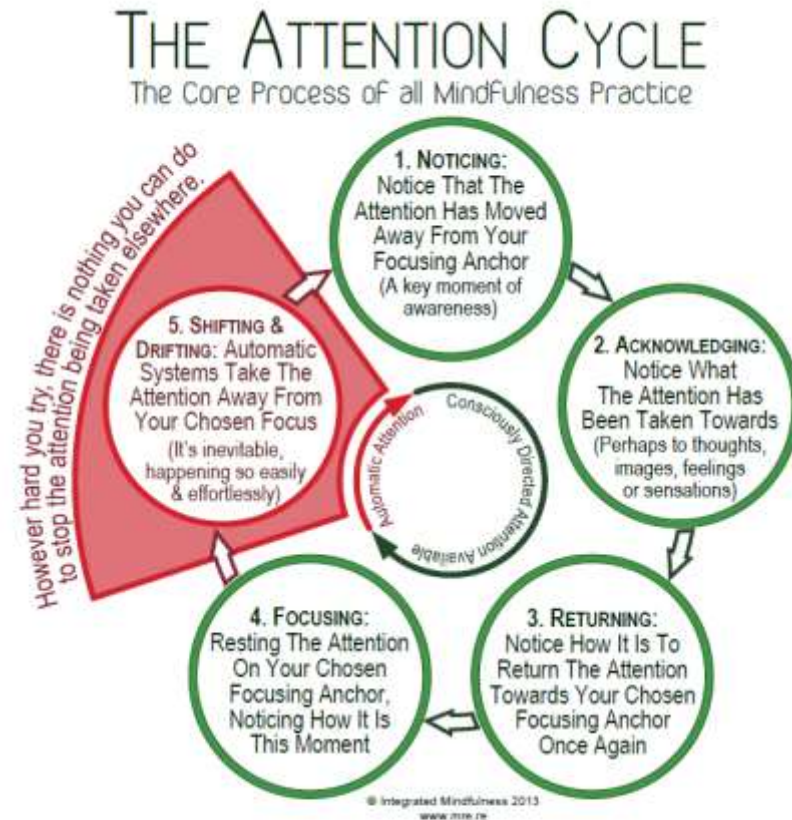 THE ATTENTION CYCLE
The Core Process of all Mindfulness Practice
However hard you try, there is nothing you can do
to stop the attention being taken elsewhere.
1. NOTICING:
Notice That The
Attention Has Moved
Away From Your
Focusing Anchor
(A key moment of
awareness)
2. ACKNOWLEDGING:
Notice What
The Attention Has
Been Taken Towards
(Perhaps to thoughts,
images, feelings
or sensations)
3. RETURNING:
Notice How It Is To
Return The Attention
Towards Your Chosen
Focusing Anchor
Once Again
4. FOCUSING:
Resting The Attention
On Your Chosen
Focusing Anchor,
Noticing How It Is
This Moment
5. SHIFTING &
DRIFTING: Automatic
Systems Take The
Attention Away From
Your Chosen Focus
(It's inevitable,
happening so easily
& effortlessly)
Automatic Attention
Consciously Directed Attention Available
© Integrated Mindfulness 2013
www.mre.re